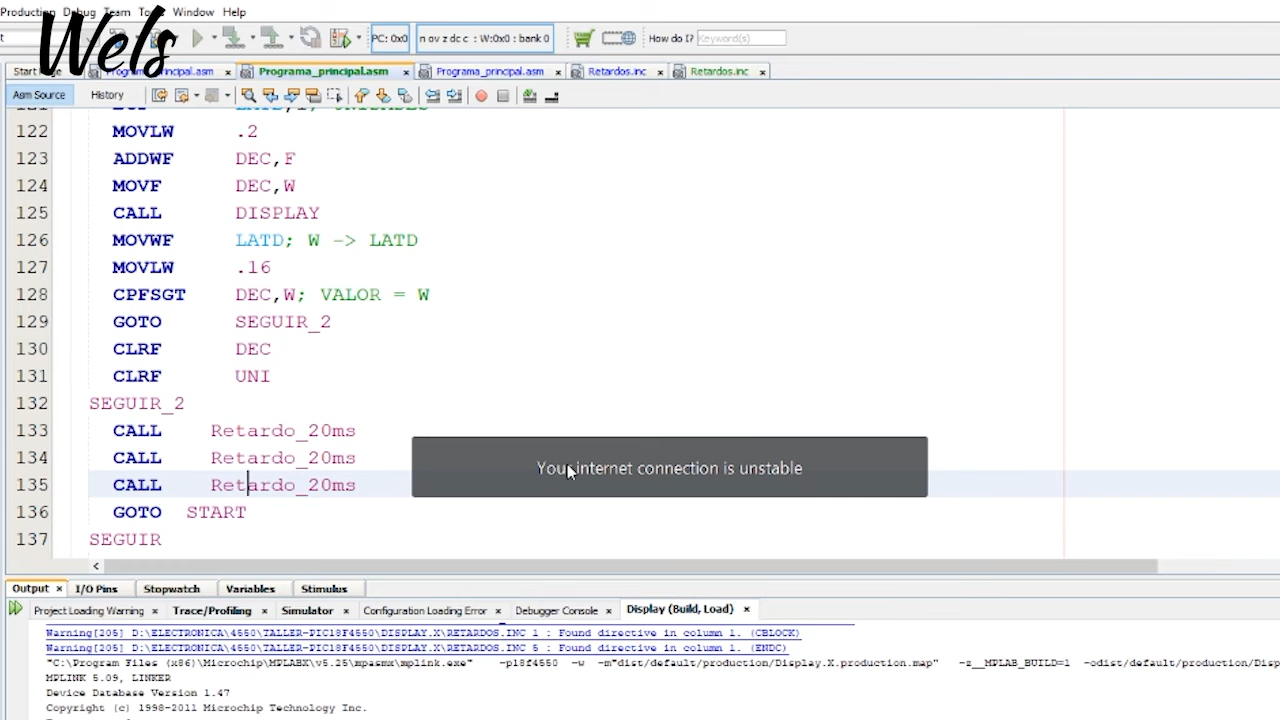 Production Debug Team Tools Window Help
Wels
PC: 0x0 n ov z dc c : W:0x0 : bank 0 How do I? Keyword(s)
Start Page Programa_principal.asm x Programa_principal.asm x Programa_principal.asm x Retardos.inc x Retardos.inc x
Asm Source History
122 MOVLW .2
123 ADDWF DEC,F
124 MOVF DEC,W
125 CALL DISPLAY
126 MOVWF LATD; W -> LATD
127 MOVLW .16
128 CPFSGT DEC,W; VALOR = W
129 GOTO SEGUIR_2
130 CLRF DEC
131 CLRF UNI
132 SEGUIR_2
133 CALL Retardo_20ms
134 CALL Retardo_20ms
Your internet connection is unstable
135 CALL Retardo_20ms
136 GOTO START
137 SEGUIR
Output x I/O Pins Stopwatch Variables Stimulus
Project Loading Warning x Trace/Profiling x Simulator x Configuration Loading Error x Debugger Console x Display (Build, Load) x
Warning[205] D:\ELECTRONICA\4550\TALLER-PIC18F4550\DISPLAY.X\RETARDOS.INC 1 : Found directive in column 1. (CBLOCK)
Warning[205] D:\ELECTRONICA\4550\TALLER-PIC18F4550\DISPLAY.X\RETARDOS.INC 5 : Found directive in column 1. (ENDC)
"C:\Program Files (x86)\Microchip\MPLABX\v5.25\mpasmx\mplink.exe" -p18f4550 -w -m"dist/default/production/Display.X.production.map" -z__MPLAB_BUILD=1 -odist/default/production/Disp
MPLINK 5.09, LINKER
Device Database Version 1.47
Copyright (c) 1998-2011 Microchip Technology Inc.